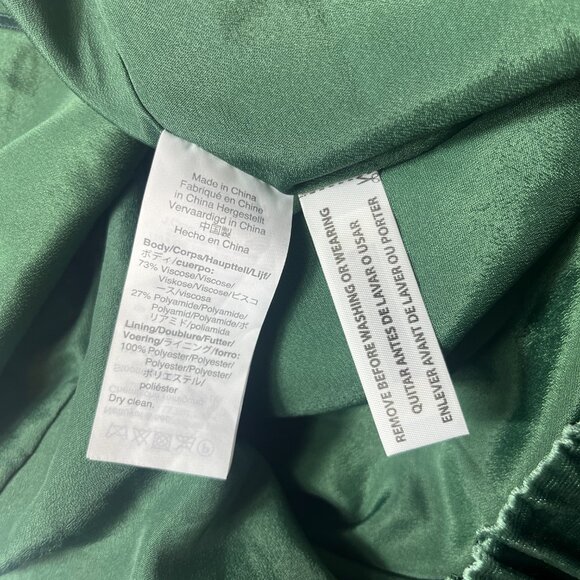 Made in China
Fabriqué en Chine
in China Hergestellt
Vervaardigd in China
中国製
Hecho en China
Body/Corps/Hauptteil/Lijf/
ボディ/cuerpo:
73% Viscose/Viscose/
Viskose/Viscose/ビスコ
ース/viscosa
27% Polyamide/Polyamide/
Polyamid/Polyamide/ポ
リアミド/poliamida
Lining/Doublure/Futter/
Voering/ライニング/forro:
100% Polyester/Polyester/
Polyester/Polyester/
ポリエステル/
poliéster
Dry clean.
REMOVE BEFORE WASHING OR WEARING
QUITAR ANTES DE LAVAR O USAR
ENLEVER AVANT DE LAVER OU PORTER